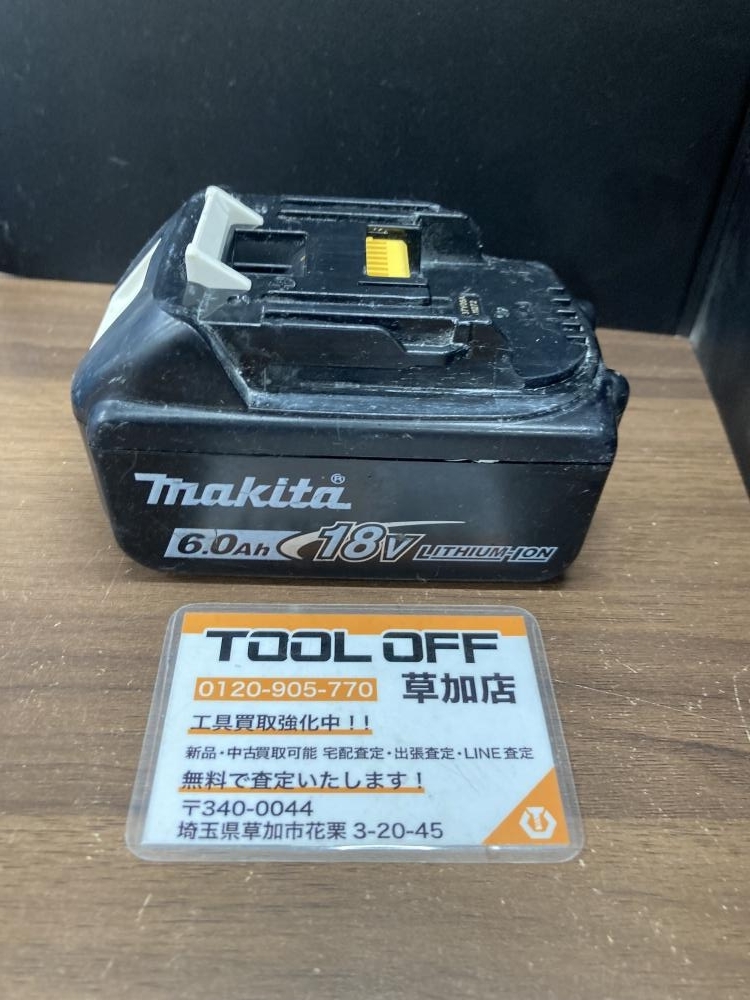 makita®
6.0Ah 18V LITHIUM-ION
TOOL OFF
0120-905-770 草加店
工具買取強化中!!
新品・中古買取可能 宅配査定・出張査定・LINE査定
無料で査定いたします!
〒340-0044
埼玉県草加市花栗 3-20-45